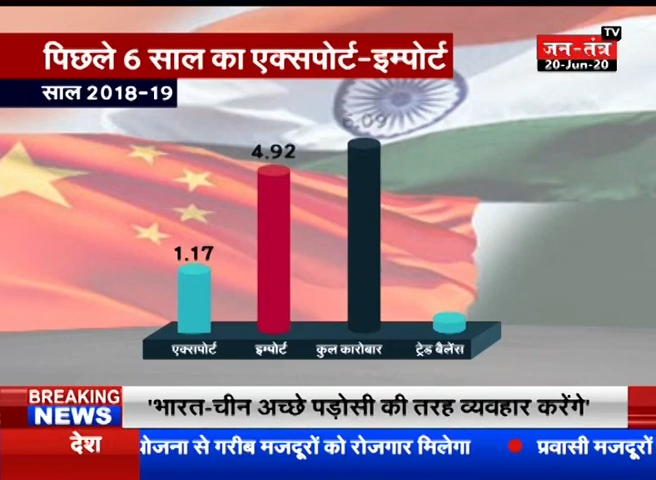 पिछले 6 साल का एक्सपोर्ट-इम्पोर्ट
जन-तंत्र TV
20-Jun-20
साल 2018-19
6.09
4.92
1.17
एक्सपोर्ट इम्पोर्ट कुल कारोबार ट्रेड बैलेंस
BREAKING NEWS
'भारत-चीन अच्छे पड़ोसी की तरह व्यवहार करेंगे'
देश
योजना से गरीब मजदूरों को रोजगार मिलेगा • प्रवासी मजदूरों